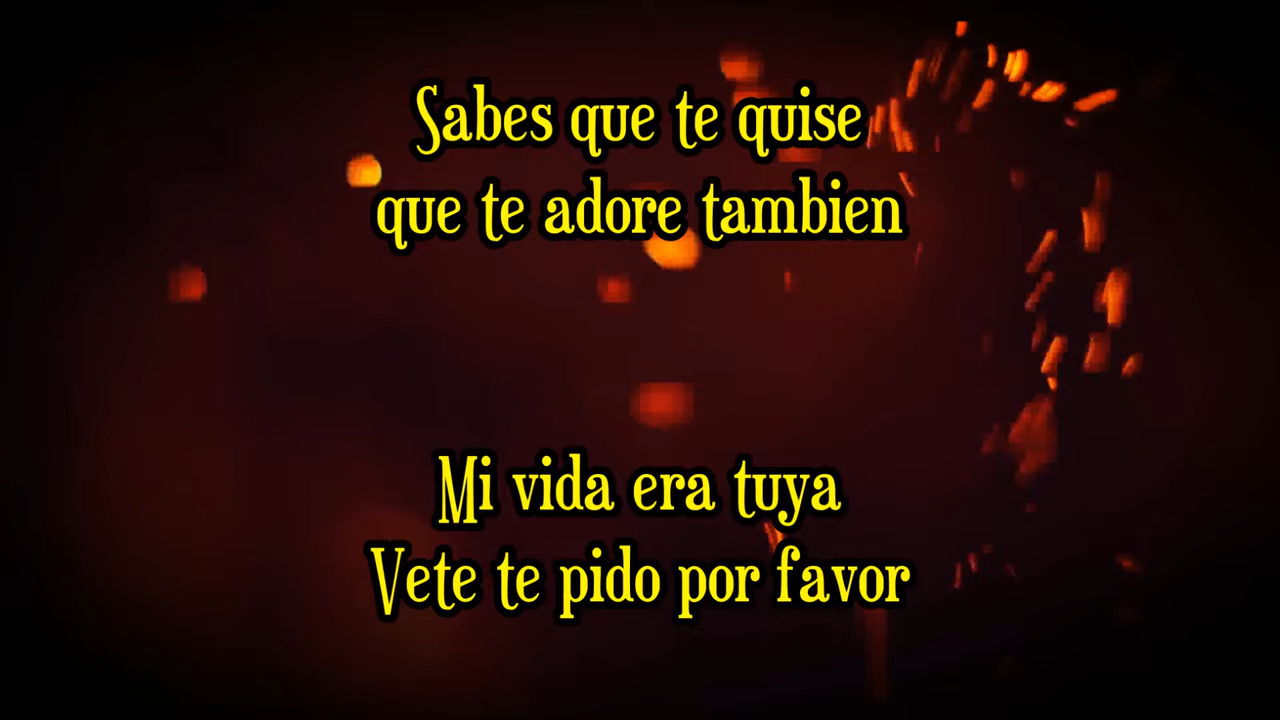 Sabes que te quise
que te adore tambien
Mi vida era tuya
Vete te pido por favor